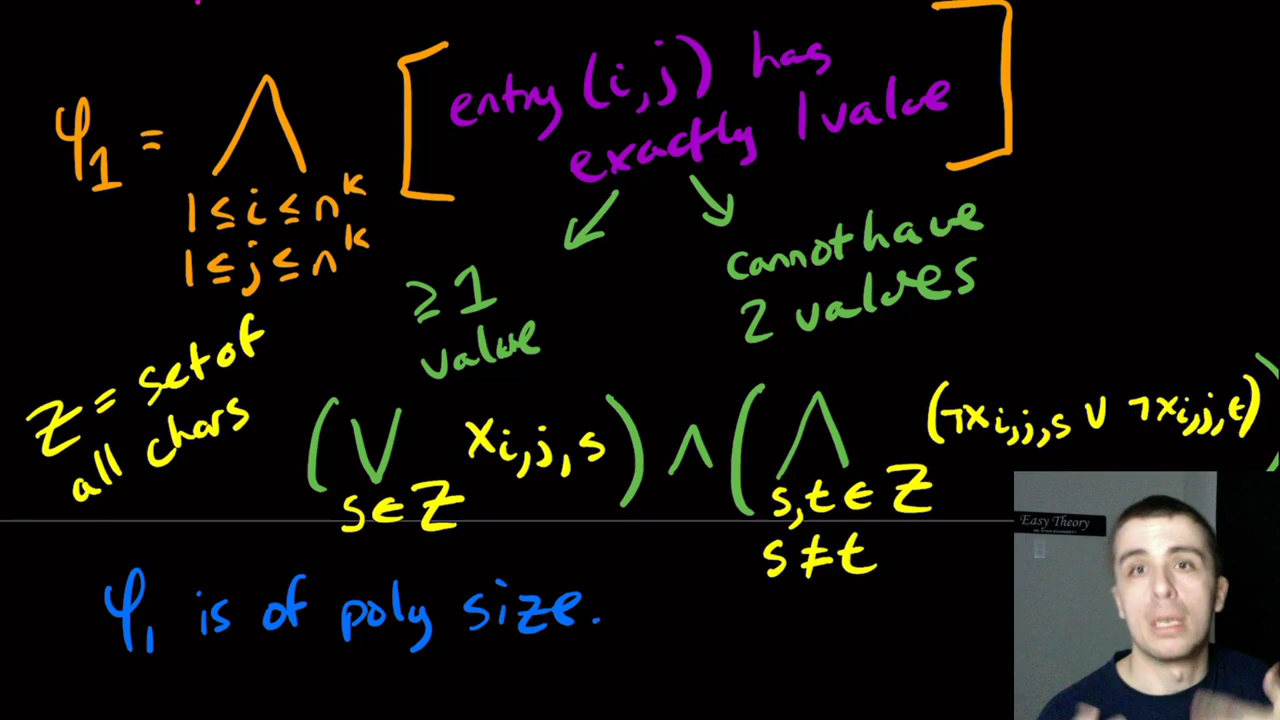 φ₁ = ⋀ [entry (i,j) has
exactly 1 value]
1 ≤ i ≤ n^k
1 ≤ j ≤ n^k
≥ 1
value
cannot have
2 values
Z = set of
all chars
(⋁ x_{i,j,s}) ∧ (⋀ (¬x_{i,j,s} ∨ ¬x_{i,j,t}))
s ∈ Z
s,t ∈ Z
s ≠ t
Easy Theory
φ₁ is of poly size.